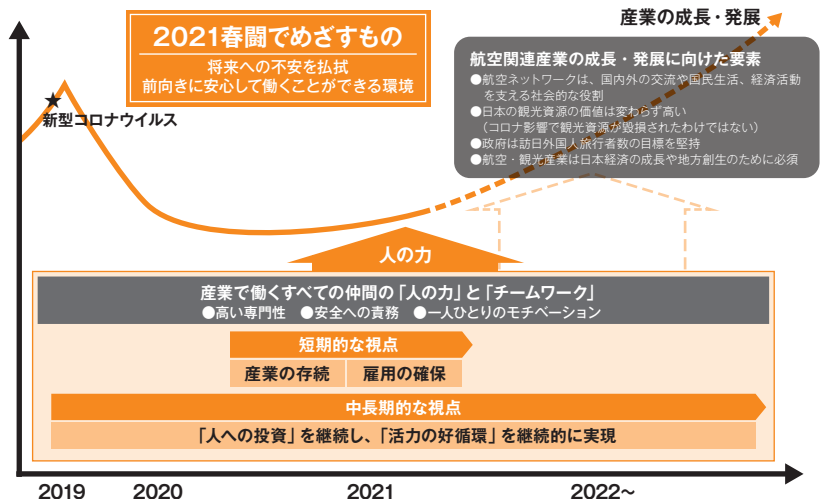 産業の成長・発展
2021春闘でめざすもの
将来への不安を払拭
前向きに安心して働くことができる環境
航空関連産業の成長・発展に向けた要素
●航空ネットワークは、国内外の交流や国民生活、経済活動
を支える社会的な役割
●日本の観光資源の価値は変わらず高い
（コロナ影響で観光資源が毀損されたわけではない）
●政府は訪日外国人旅行者数の目標を堅持
●航空・観光産業は日本経済の成長や地方創生のために必須
★
新型コロナウイルス
人の力
産業で働くすべての仲間の「人の力」と「チームワーク」
●高い専門性 ●安全への責務 ●一人ひとりのモチベーション
短期的な視点
産業の存続 雇用の確保
中長期的な視点
「人への投資」を継続し、「活力の好循環」を継続的に実現
2019 2020 2021 2022～